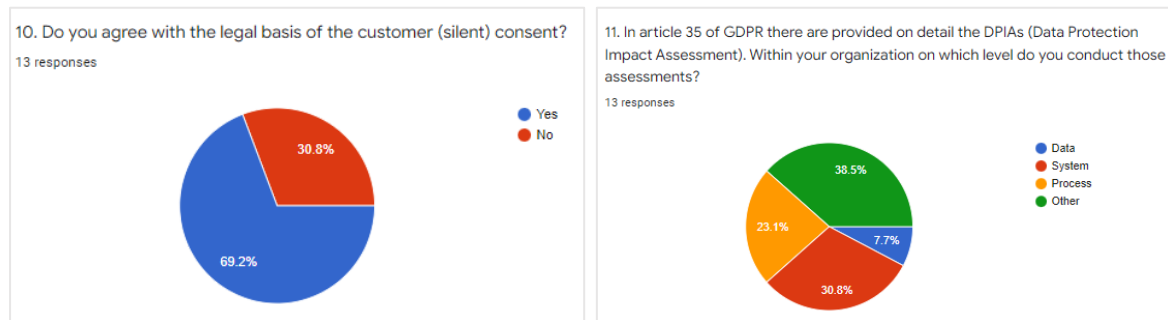 10. Do you agree with the legal basis of the customer (silent) consent?
13 responses
Yes
No
30.8%
69.2%
11. In article 35 of GDPR there are provided on detail the DPIAs (Data Protection
Impact Assessment). Within your organization on which level do you conduct those
assessments?
13 responses
Data
System
Process
Other
38.5%
23.1%
7.7%
30.8%